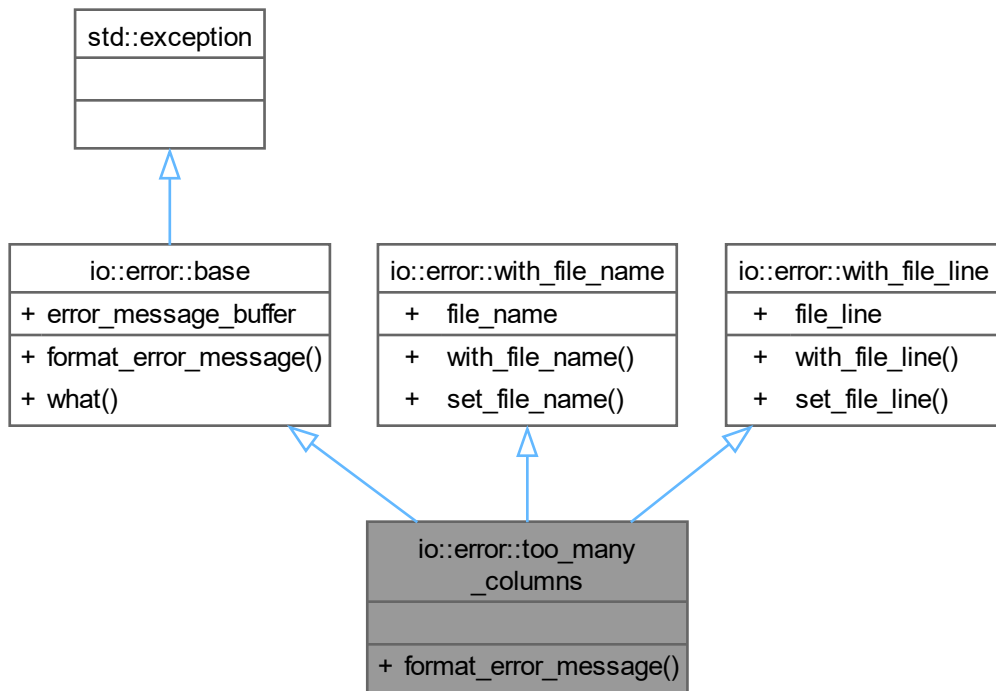 std::exception
io::error::base
+ error_message_buffer
+ format_error_message()
+ what()
io::error::with_file_name
+ file_name
+ with_file_name()
+ set_file_name()
io::error::with_file_line
+ file_line
+ with_file_line()
+ set_file_line()
io::error::too_many
_columns
+ format_error_message()